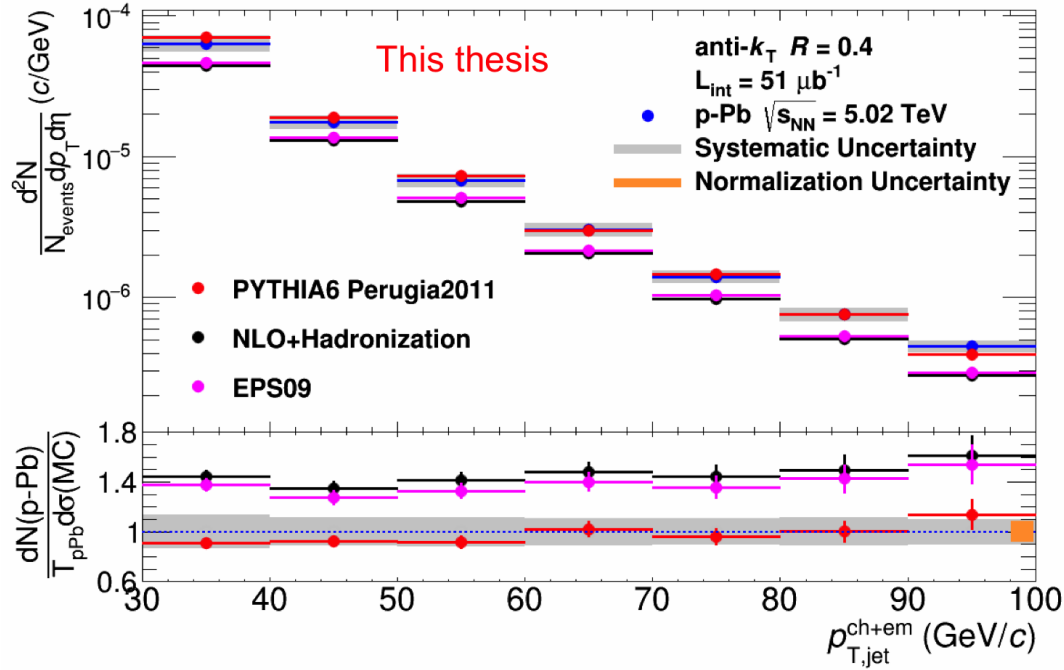 This thesis
anti-k_T R = 0.4
L_int = 51 μb⁻¹
p-Pb √s_NN = 5.02 TeV
Systematic Uncertainty
Normalization Uncertainty
d²N
N_events dp_T dη
(c/GeV)
10⁻⁴
10⁻⁵
10⁻⁶
PYTHIA6 Perugia2011
NLO+Hadronization
EPS09
dN(p-Pb)
T_pPb dσ(MC)
1.8
1.4
1
0.6
30 40 50 60 70 80 90 100
p_T,jet^ch+em (GeV/c)